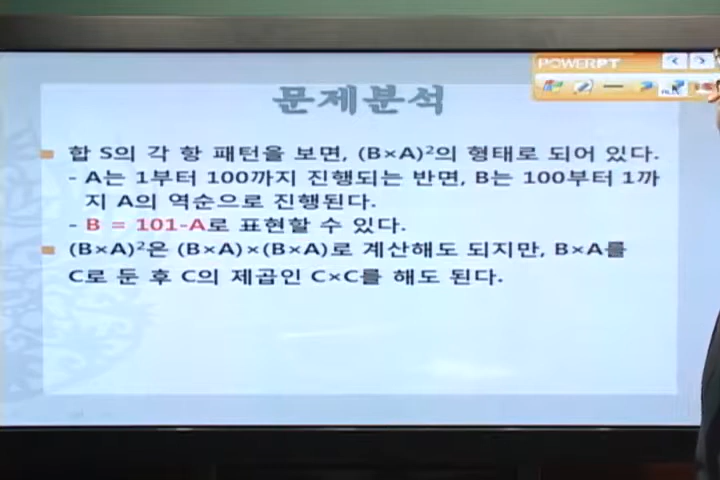 POWERPT
문제분석
합 S의 각 항 패턴을 보면, (B×A)²의 형태로 되어 있다.
- A는 1부터 100까지 진행되는 반면, B는 100부터 1까
지 A의 역순으로 진행된다.
- B = 101-A로 표현할 수 있다.
(B×A)²은 (B×A)×(B×A)로 계산해도 되지만, B×A를
C로 둔 후 C의 제곱인 C×C를 해도 된다.